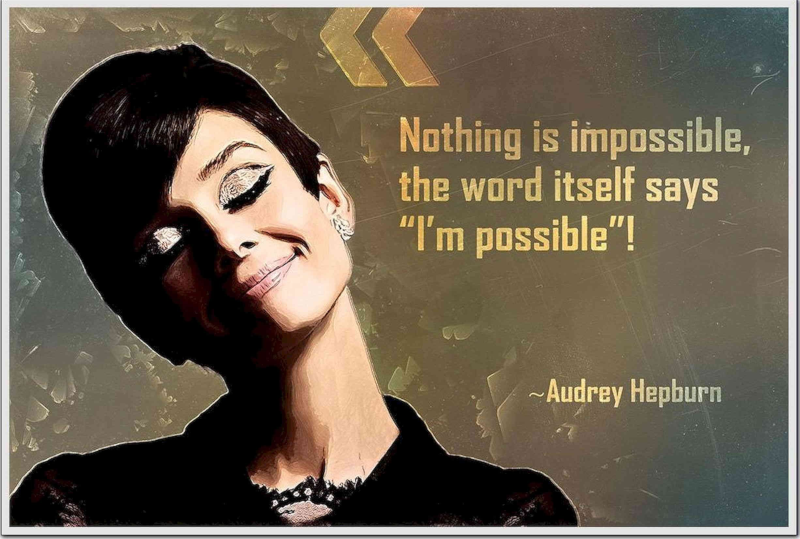 Nothing is impossible,
the word itself says
“I’m possible”!
~Audrey Hepburn